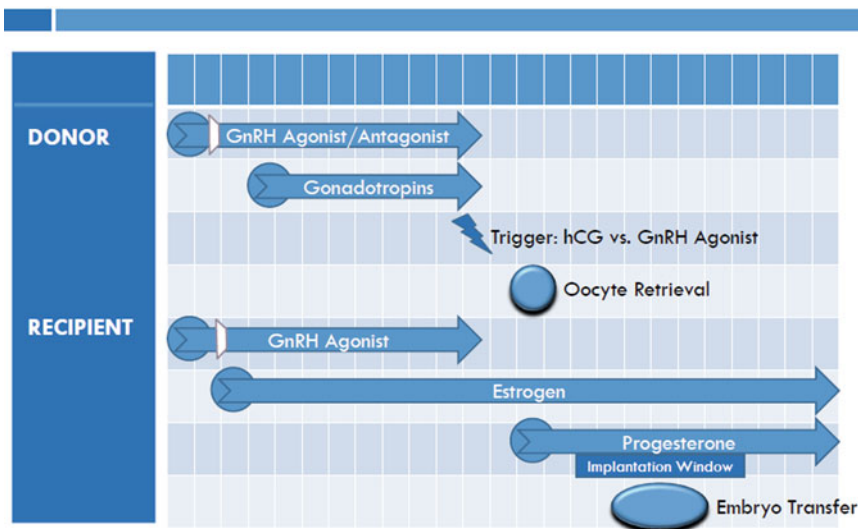 DONOR
GnRH Agonist/Antagonist
Gonadotropins
Trigger: hCG vs. GnRH Agonist
Oocyte Retrieval
RECIPIENT
GnRH Agonist
Estrogen
Progesterone
Implantation Window
Embryo Transfer